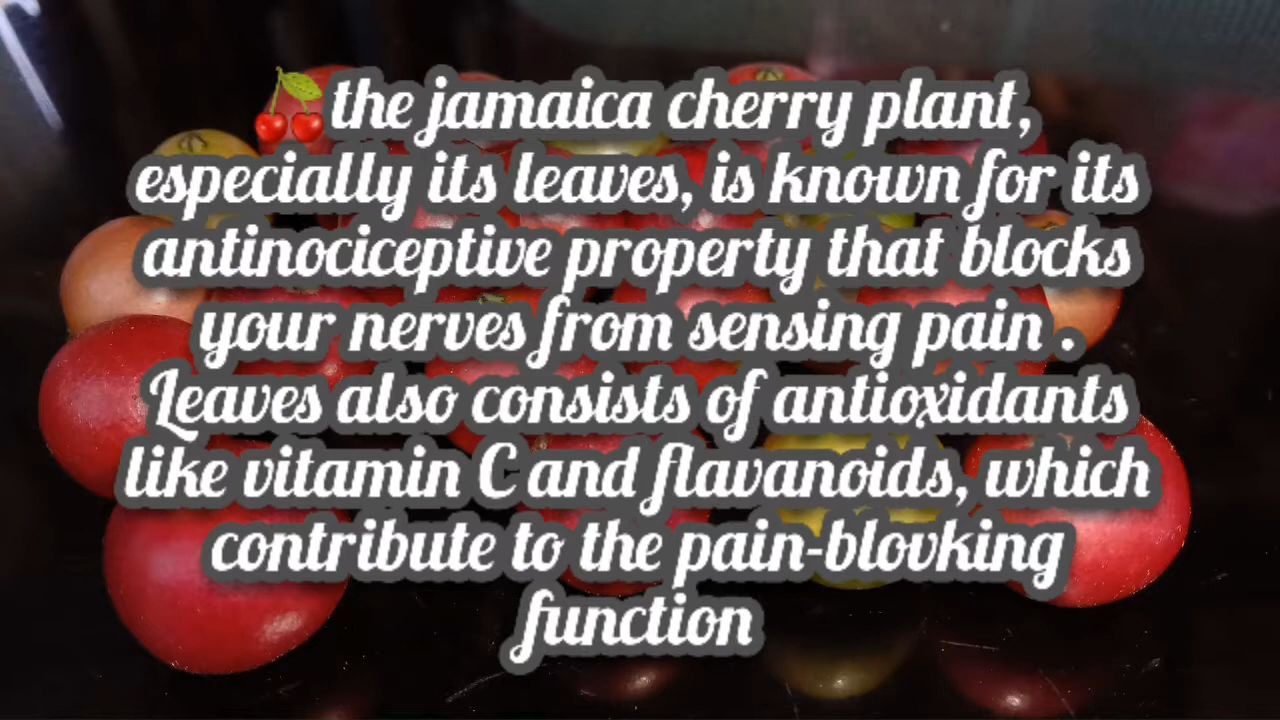 🍒 the jamaica cherry plant,
especially its leaves, is known for its
antinociceptive property that blocks
your nerves from sensing pain .
Leaves also consists of antioxidants
like vitamin C and flavanoids, which
contribute to the pain-blovking
function